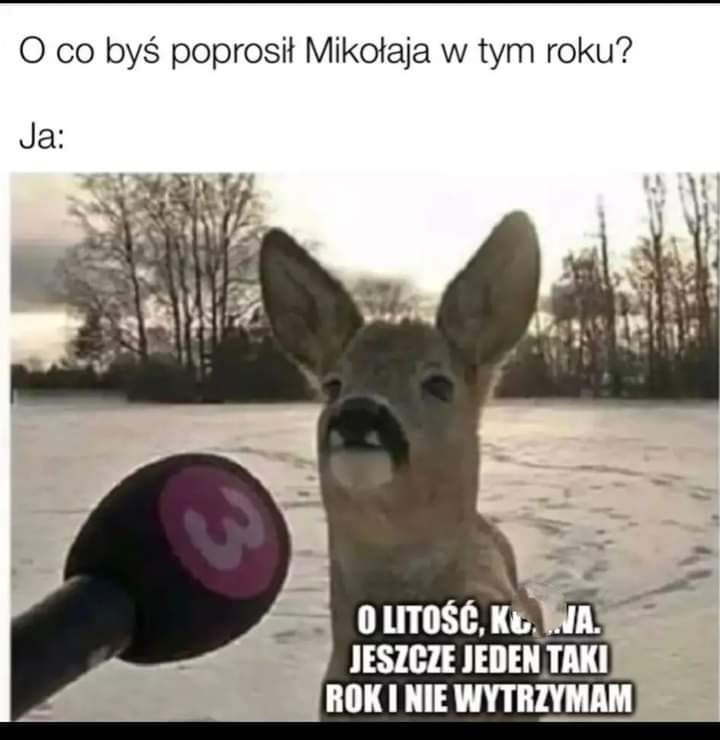 O co byś poprosił Mikołaja w tym roku?
Ja:
3
O LITOŚĆ,
JESZCZE JEDEN TAKI
ROK I NIE WYTRZYMAM